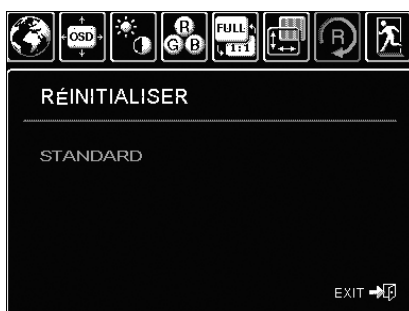 OSD R G B FULL 1:1 R
RÉINITIALISER
STANDARD
EXIT